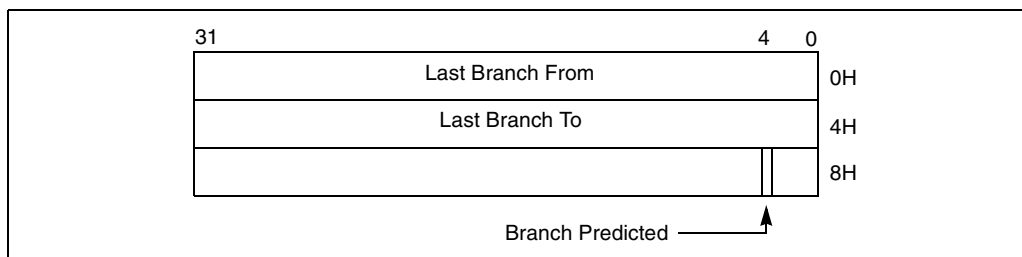 31 4 0
Last Branch From 0H
Last Branch To 4H
8H
Branch Predicted